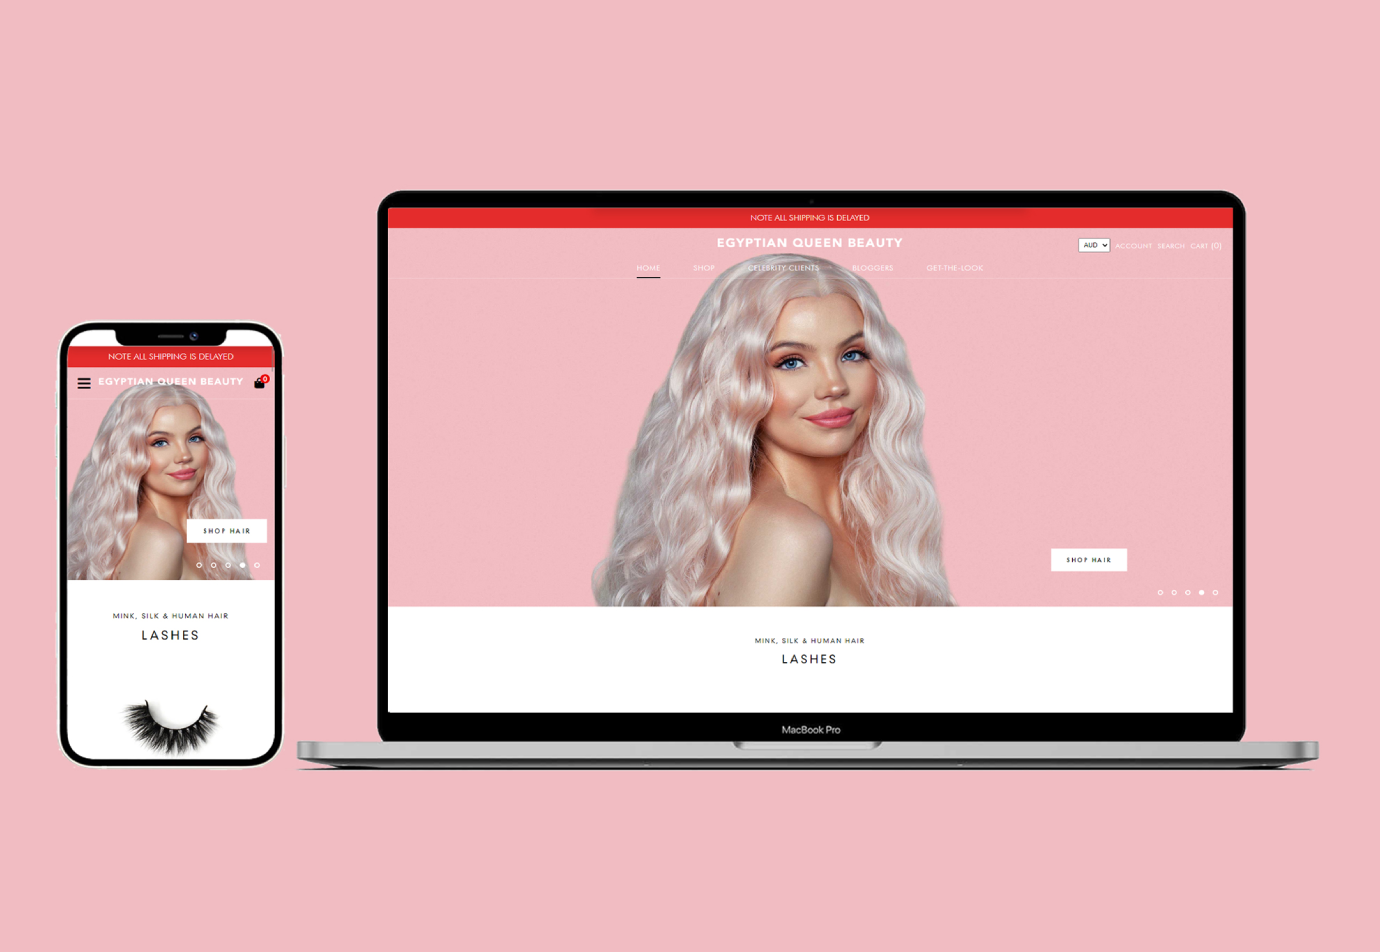 NOTE ALL SHIPPING IS DELAYED
EGYPTIAN QUEEN BEAUTY
0
SHOP HAIR
MINK, SILK & HUMAN HAIR
LASHES
NOTE ALL SHIPPING IS DELAYED
EGYPTIAN QUEEN BEAUTY
AUD ACCOUNT SEARCH CART (0)
HOME SHOP CELEBRITY CLIENTS BLOGGERS GET-THE-LOOK
SHOP HAIR
MINK, SILK & HUMAN HAIR
LASHES
MacBook Pro